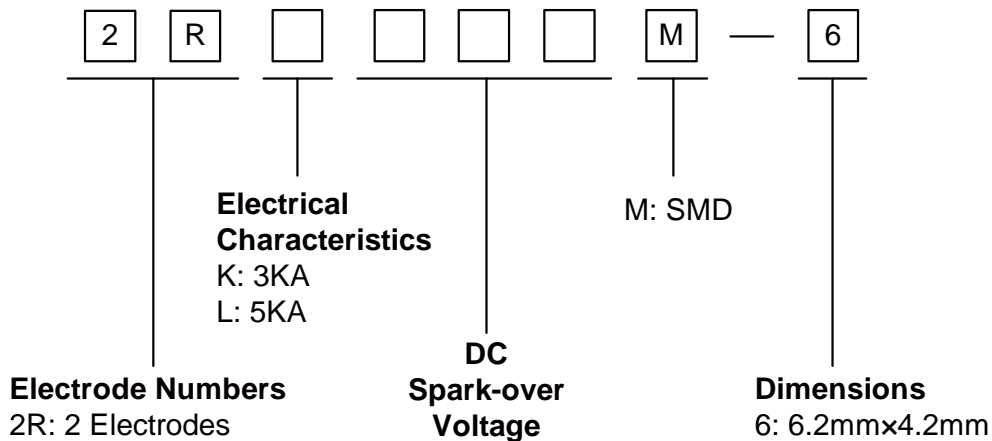 2 R M — 6
Electrical
Characteristics
K: 3KA
L: 5KA
M: SMD
DC
Spark-over
Voltage
Electrode Numbers
2R: 2 Electrodes
Dimensions
6: 6.2mm×4.2mm